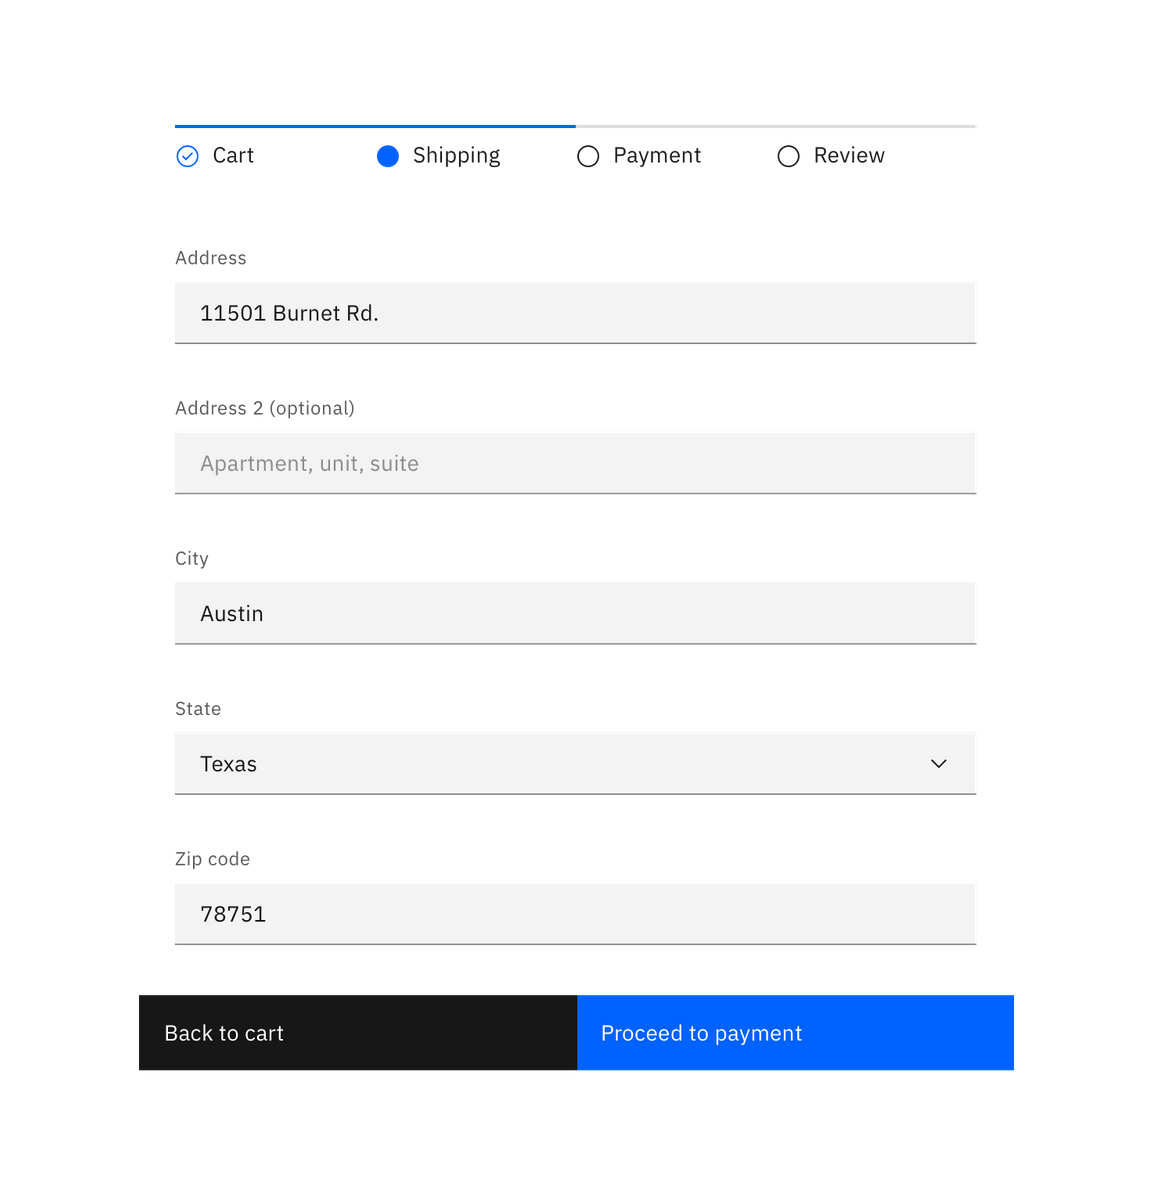 Cart Shipping Payment Review
Address
11501 Burnet Rd.
Address 2 (optional)
Apartment, unit, suite
City
Austin
State
Texas
Zip code
78751
Back to cart Proceed to payment